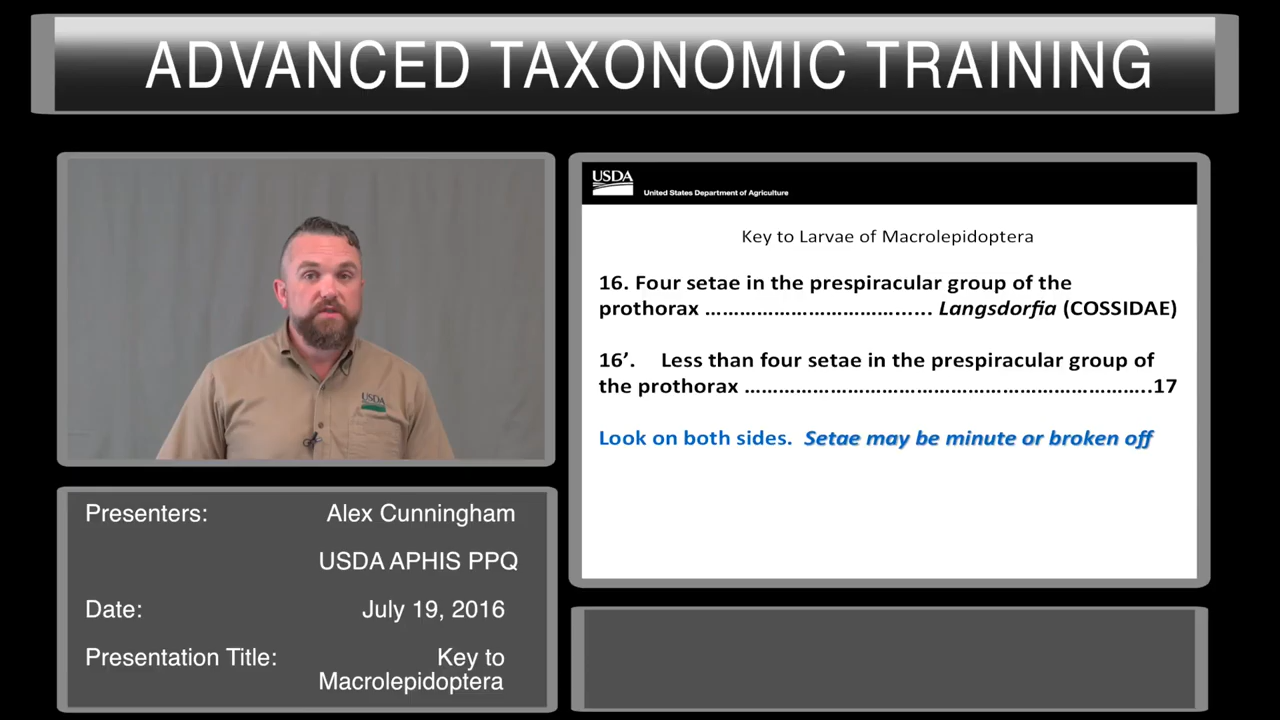 ADVANCED TAXONOMIC TRAINING
USDA
USDA
United States Department of Agriculture
Key to Larvae of Macrolepidoptera
16. Four setae in the prespiracular group of the
prothorax ………………………………...... Langsdorfia (COSSIDAE)
16’. Less than four setae in the prespiracular group of
the prothorax …………………………………………………………………..17
Look on both sides. Setae may be minute or broken off
Presenters: Alex Cunningham
USDA APHIS PPQ
Date: July 19, 2016
Presentation Title: Key to
Macrolepidoptera